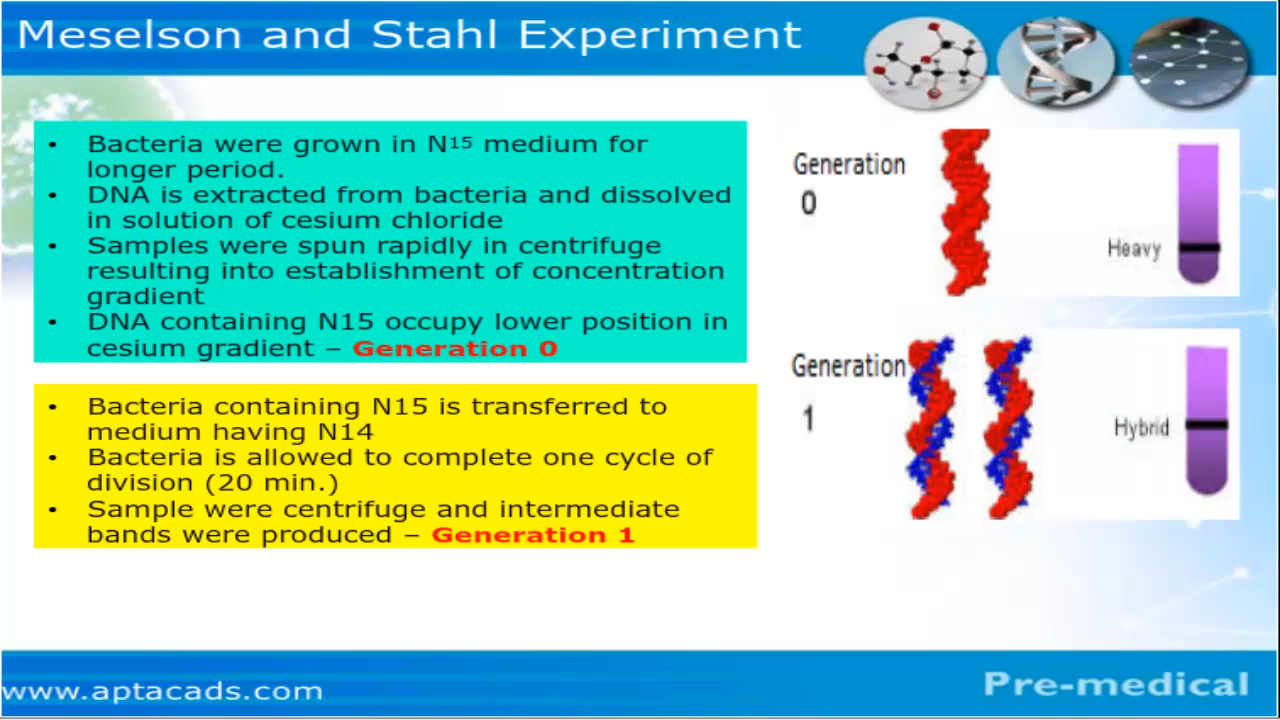 Meselson and Stahl Experiment
• Bacteria were grown in N15 medium for
longer period.
• DNA is extracted from bacteria and dissolved
in solution of cesium chloride
• Samples were spun rapidly in centrifuge
resulting into establishment of concentration
gradient
• DNA containing N15 occupy lower position in
cesium gradient – Generation 0
• Bacteria containing N15 is transferred to
medium having N14
• Bacteria is allowed to complete one cycle of
division (20 min.)
• Sample were centrifuge and intermediate
bands were produced – Generation 1
Generation
0
Heavy
Generation
1
Hybrid
www.aptacads.com
Pre-medical